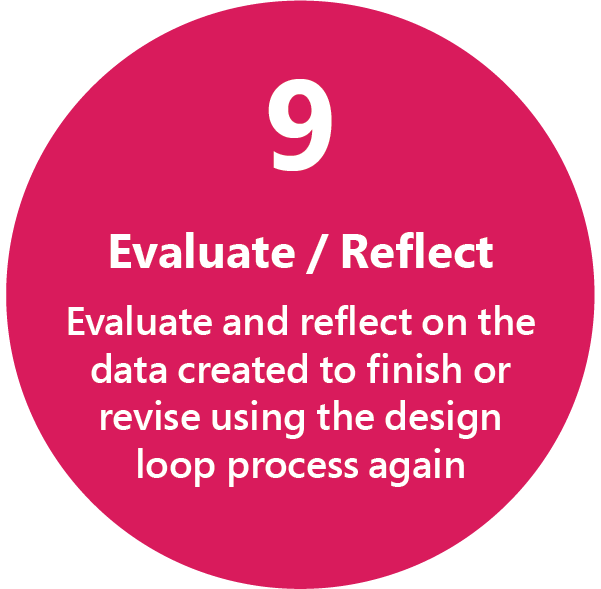 9
Evaluate / Reflect
Evaluate and reflect on the
data created to finish or
revise using the design
loop process again